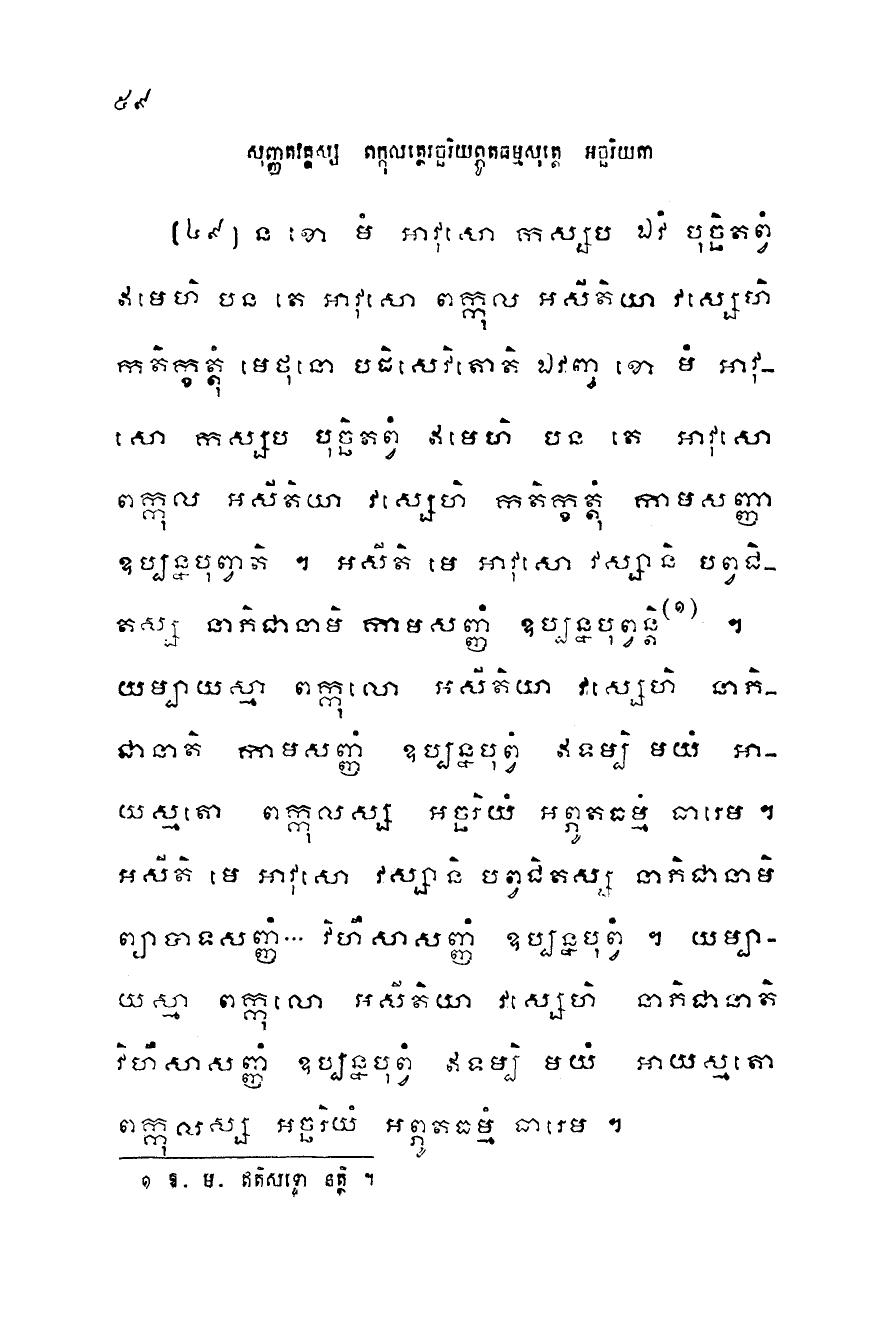 ៥៩
សុញ្ញតវគ្គស្ស ពក្កុលត្ថេរច្ឆរិយព្ភូតធម្មសុត្តេ អច្ឆរិយតា
(៤៩) ន ខោ មំ អាវុសោ កស្សប ឯវំ បុច្ឆិតព្វំ
ឥមេហិ បន តេ អាវុសោ ពក្កុល អសីតិយា វស្សេហិ
កតិក្ខត្តុំ មេថុនោ បដិសេវិតោតិ ឯវញ្ច ខោ មំ អាវុ-
សោ កស្សប បុច្ឆិតព្វំ ឥមេហិ បន តេ អាវុសោ
ពក្កុល អសីតិយា វស្សេហិ កតិក្ខត្តុំ កាមសញ្ញា
ឧប្បន្នបុព្វាតិ ។ អសីតិ មេ អាវុសោ វស្សានិ បព្វជិ-
តស្ស នាភិជានាមិ កាមសញ្ញំ ឧប្បន្នបុព្វន្តិ(១) ។
យម្បាយស្មា ពក្កុលោ អសីតិយា វស្សេហិ នាភិ-
ជានាតិ កាមសញ្ញំ ឧប្បន្នបុព្វំ ឥទម្បិ មយំ អា-
យស្មតោ ពក្កុលស្ស អច្ឆរិយំ អព្ភូតធម្មំ ធារេម ។
អសីតិ មេ អាវុសោ វស្សានិ បព្វជិតស្ស នាភិជានាមិ
ព្យាបាទសញ្ញំ... វិហឹសាសញ្ញំ ឧប្បន្នបុព្វំ ។ យម្បា-
យស្មា ពក្កុលោ អសីតិយា វស្សេហិ នាភិជានាតិ
វិហឹសាសញ្ញំ ឧប្បន្នបុព្វំ ឥទម្បិ មយំ អាយស្មតោ
ពក្កុលស្ស អច្ឆរិយំ អព្ភូតធម្មំ ធារេម ។
១ ឱ. ម. ឥតិសទ្ទោ នត្ថិ ។